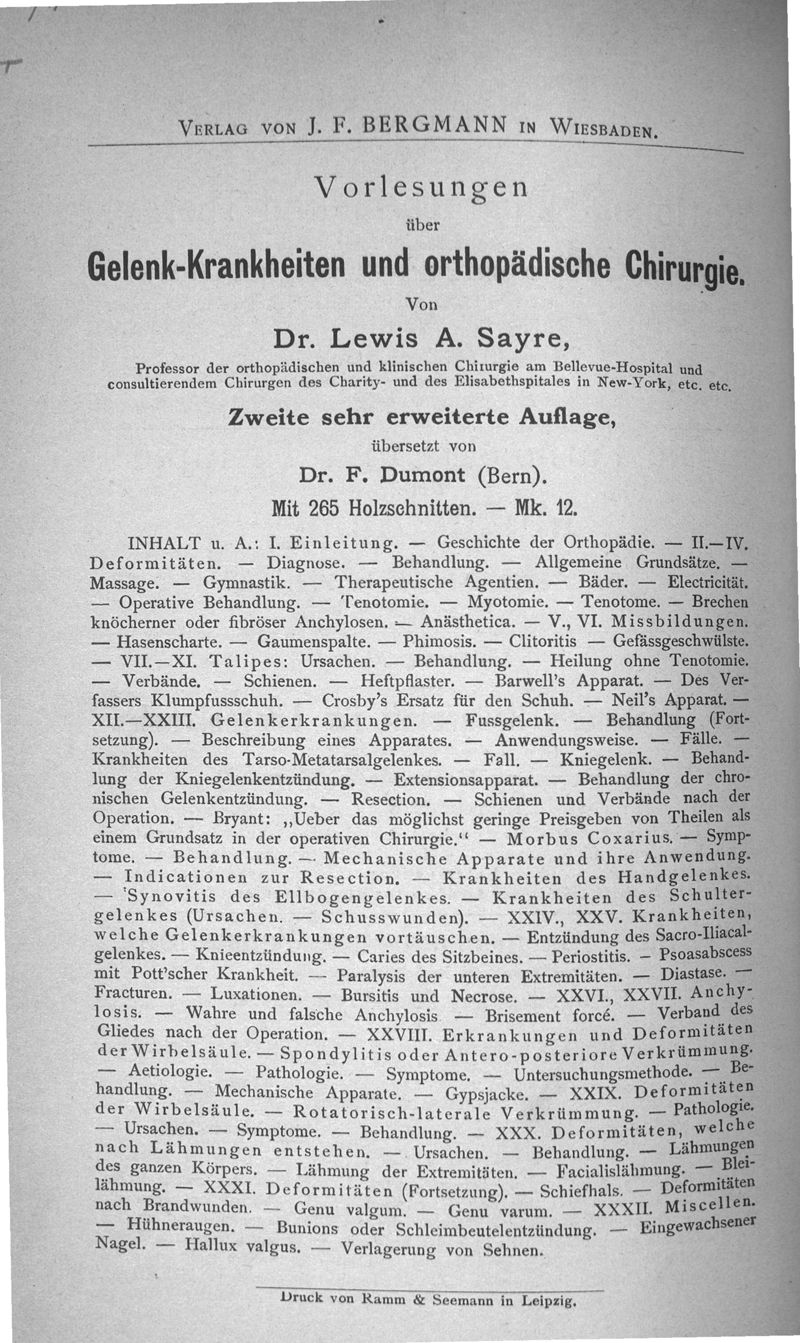 VERLAG VON J. F. BERGMANN IN WIESBADEN.
Vorlesungen
über
Gelenk-Krankheiten und orthopädische Chirurgie.
Von
Dr. Lewis A. Sayre,
Professor der orthopädischen und klinischen Chirurgie am Bellevue-Hospital und
consultierendem Chirurgen des Charity- und des Elisabethspitales in New-York, etc. etc.
Zweite sehr erweiterte Auflage,
übersetzt von
Dr. F. Dumont (Bern).
Mit 265 Holzschnitten. — Mk. 12.
INHALT u. A.: I. Einleitung. — Geschichte der Orthopädie. — II.—IV.
Deformitäten. — Diagnose. — Behandlung. — Allgemeine Grundsätze. —
Massage. — Gymnastik. — Therapeutische Agentien. — Bäder. — Electricität.
— Operative Behandlung. — Tenotomie. — Myotomie. — Tenotome. — Brechen
knöcherner oder fibröser Anchylosen. — Anästhetica. — V., VI. Missbildungen.
— Hasenscharte. — Gaumenspalte. — Phimosis. — Clitoritis — Gefässgeschwülste.
— VII.—XI. Talipes: Ursachen. — Behandlung. — Heilung ohne Tenotomie.
— Verbände. — Schienen. — Heftpflaster. — Barwell's Apparat. — Des Ver-
fassers Klumpfussschuh. — Crosby's Ersatz für den Schuh. — Neil's Apparat. —
XII.—XXIII. Gelenkerkrankungen. — Fussgelenk. — Behandlung (Fort-
setzung). — Beschreibung eines Apparates. — Anwendungsweise. — Fälle. —
Krankheiten des Tarso-Metatarsalgelenkes. — Fall. — Kniegelenk. — Behand-
lung der Kniegelenkentzündung. — Extensionsapparat. — Behandlung der chro-
nischen Gelenkentzündung. — Resection. — Schienen und Verbände nach der
Operation. — Bryant: „Ueber das möglichst geringe Preisgeben von Theilen als
einem Grundsatz in der operativen Chirurgie." — Morbus Coxarius. — Symp-
tome. — Behandlung. — Mechanische Apparate und ihre Anwendung.
— Indicationen zur Resection. — Krankheiten des Handgelenkes.
— Synovitis des Ellbogengelenkes. — Krankheiten des Schulter-
gelenkes (Ursachen. — Schusswunden). — XXIV., XXV. Krankheiten,
welche Gelenkerkrankungen vortäuschen. — Entzündung des Sacro-Iliacal-
gelenkes. — Knieentzündung. — Caries des Sitzbeines. — Periostitis. — Psoasabscess
mit Pott'scher Krankheit. — Paralysis der unteren Extremitäten. — Diastase. —
Fracturen. — Luxationen. — Bursitis und Necrose. — XXVI., XXVII. Anchy-
losis. — Wahre und falsche Anchylosis — Brisement forcé. — Verband des
Gliedes nach der Operation. — XXVIII. Erkrankungen und Deformitäten
der Wirbelsäule. — Spondylitis oder Antero-posteriore Verkrümmung.
— Aetiologie. — Pathologie. — Symptome. — Untersuchungsmethode. — Be-
handlung. — Mechanische Apparate. — Gypsjacke. — XXIX. Deformitäten
der Wirbelsäule. — Rotatorisch-laterale Verkrümmung. — Pathologie.
— Ursachen. — Symptome. — Behandlung. — XXX. Deformitäten, welche
nach Lähmungen entstehen. — Ursachen. — Behandlung. — Lähmungen
des ganzen Körpers. — Lähmung der Extremitäten. — Facialislähmung. — Blei-
lähmung. — XXXI. Deformitäten (Fortsetzung). — Schiefhals. — Deformitäten
nach Brandwunden. — Genu valgum. — Genu varum. — XXXII. Miscellen.
— Hühneraugen. — Bunions oder Schleimbeutelentzündung. — Eingewachsener
Nagel. — Hallux valgus. — Verlagerung von Sehnen.
Druck von Ramm & Seemann in Leipzig.